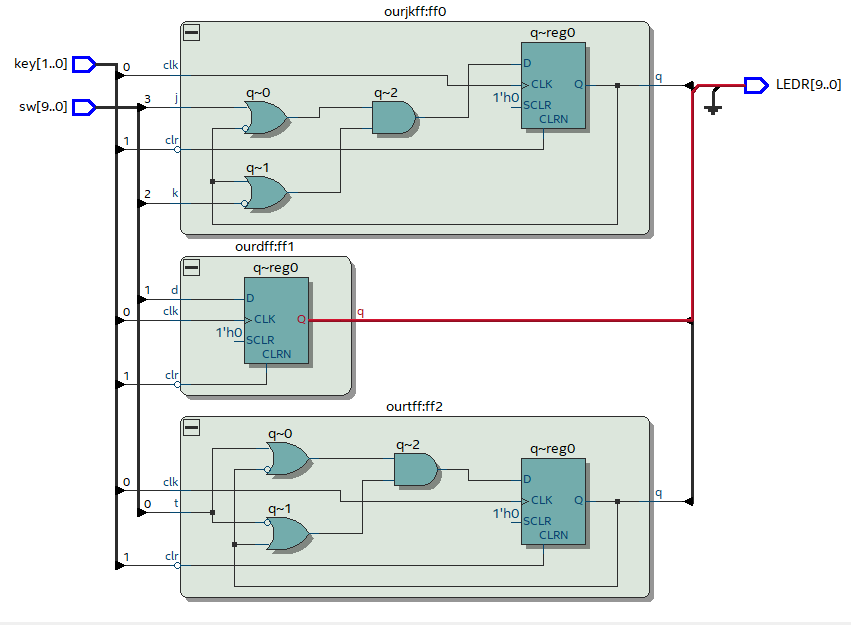 ourjkff:ff0
q~reg0
key[1..0]
0
clk
D
CLK
Q
q
LEDR[9..0]
sw[9..0]
3
j
q~0
q~2
1'h0
SCLR
CLRN
1
clr
q~1
2
k
ourdff:ff1
q~reg0
1
d
D
0
clk
CLK
Q
q
1'h0
SCLR
CLRN
1
clr
ourtff:ff2
q~0
q~2
q~reg0
D
0
clk
CLK
Q
q
0
t
q~1
1'h0
SCLR
CLRN
1
clr